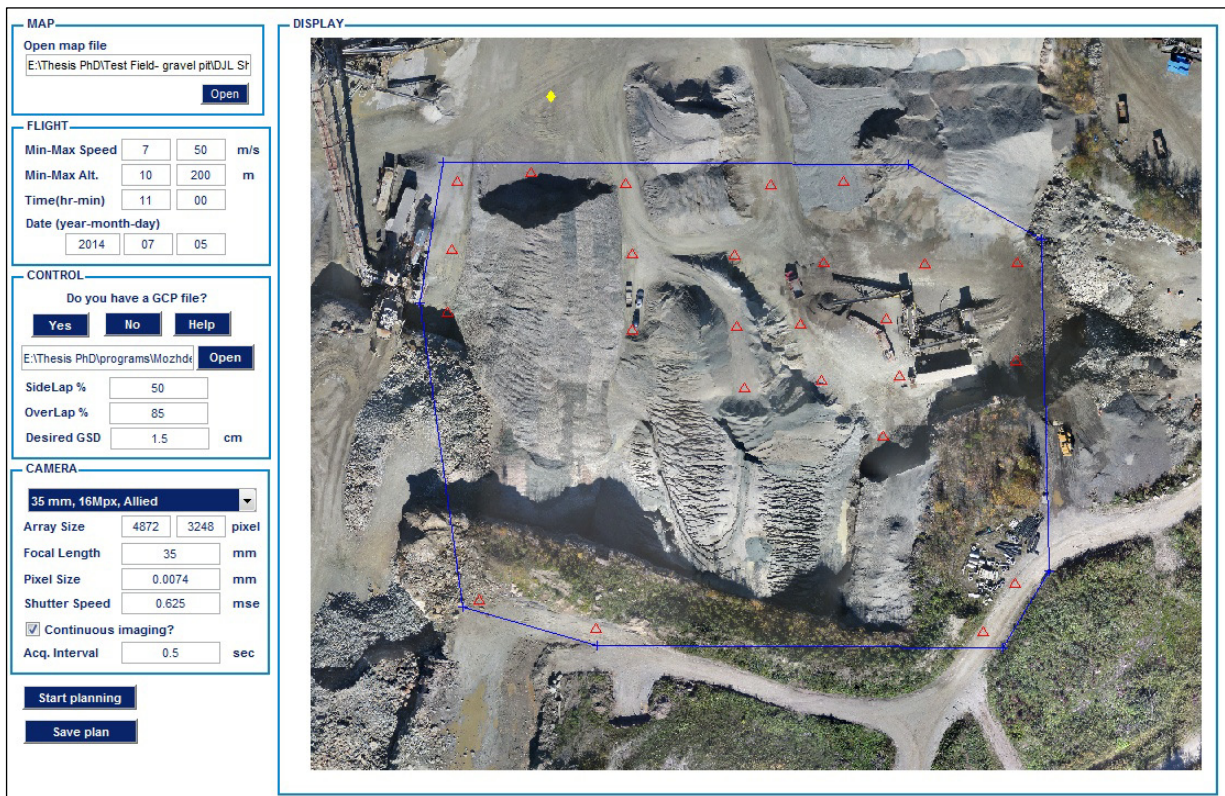 MAP
Open map file
E:\Thesis PhD\Test Field- gravel pit\DJL Sh
Open
FLIGHT
Min-Max Speed 7 50 m/s
Min-Max Alt. 10 200 m
Time(hr-min) 11 00
Date (year-month-day)
2014 07 05
CONTROL
Do you have a GCP file?
Yes No Help
E:\Thesis PhD\programs\Mozhde Open
SideLap % 50
OverLap % 85
Desired GSD 1.5 cm
CAMERA
35 mm, 16Mpx, Allied
Array Size 4872 3248 pixel
Focal Length 35 mm
Pixel Size 0.0074 mm
Shutter Speed 0.625 mse
Continuous imaging?
Acq. Interval 0.5 sec
Start planning
Save plan
DISPLAY